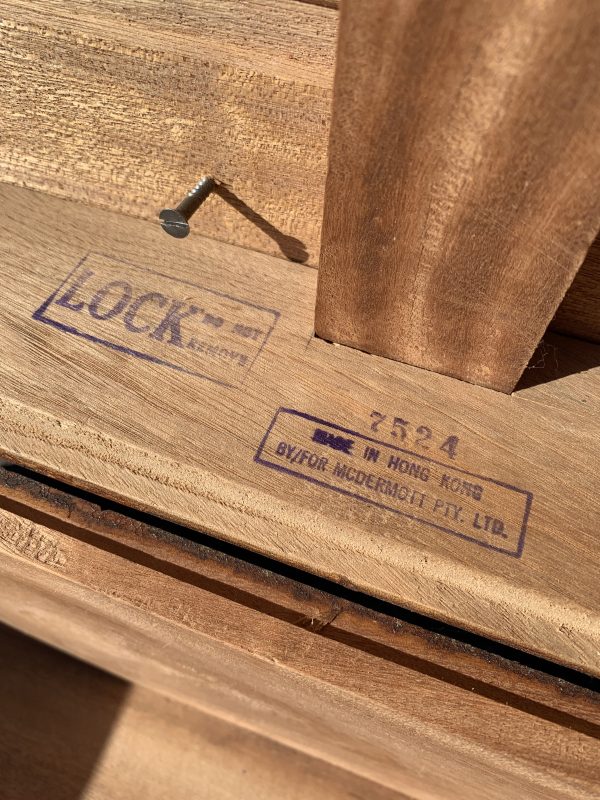 LOCK DO NOT
REMOVE
7524
MADE IN HONG KONG
BY/FOR MCDERMOTT PTY. LTD.